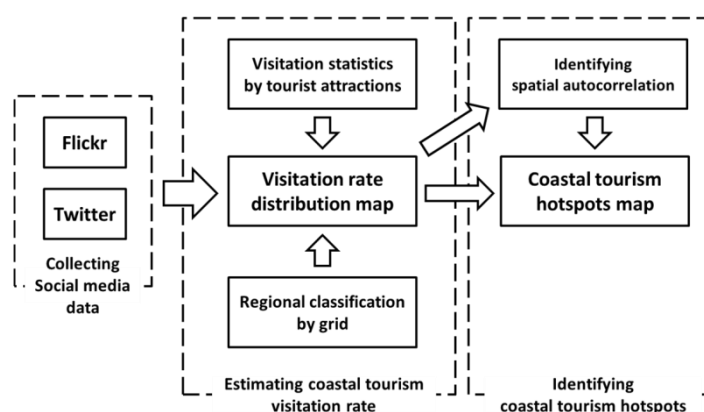 Flickr
Twitter
Collecting
Social media
data
Visitation statistics
by tourist attractions
Visitation rate
distribution map
Regional classification
by grid
Estimating coastal tourism
visitation rate
Identifying
spatial autocorrelation
Coastal tourism
hotspots map
Identifying
coastal tourism hotspots